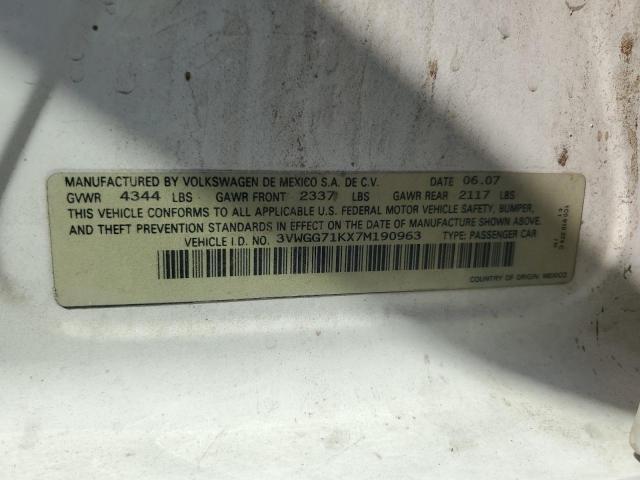 MANUFACTURED BY VOLKSWAGEN DE MEXICO S.A. DE C.V. DATE 06.07
GVWR 4344 LBS GAWR FRONT 2337 LBS GAWR REAR 2117 LBS
THIS VEHICLE CONFORMS TO ALL APPLICABLE U.S. FEDERAL MOTOR VEHICLE SAFETY, BUMPER,
AND THEFT PREVENTION STANDARDS IN EFFECT ON THE DATE OF MANUFACTURE SHOWN ABOVE.
VEHICLE I.D. NO. 3VWGG71KX7M190963 TYPE: PASSENGER CAR
COUNTRY OF ORIGIN: MEXICO